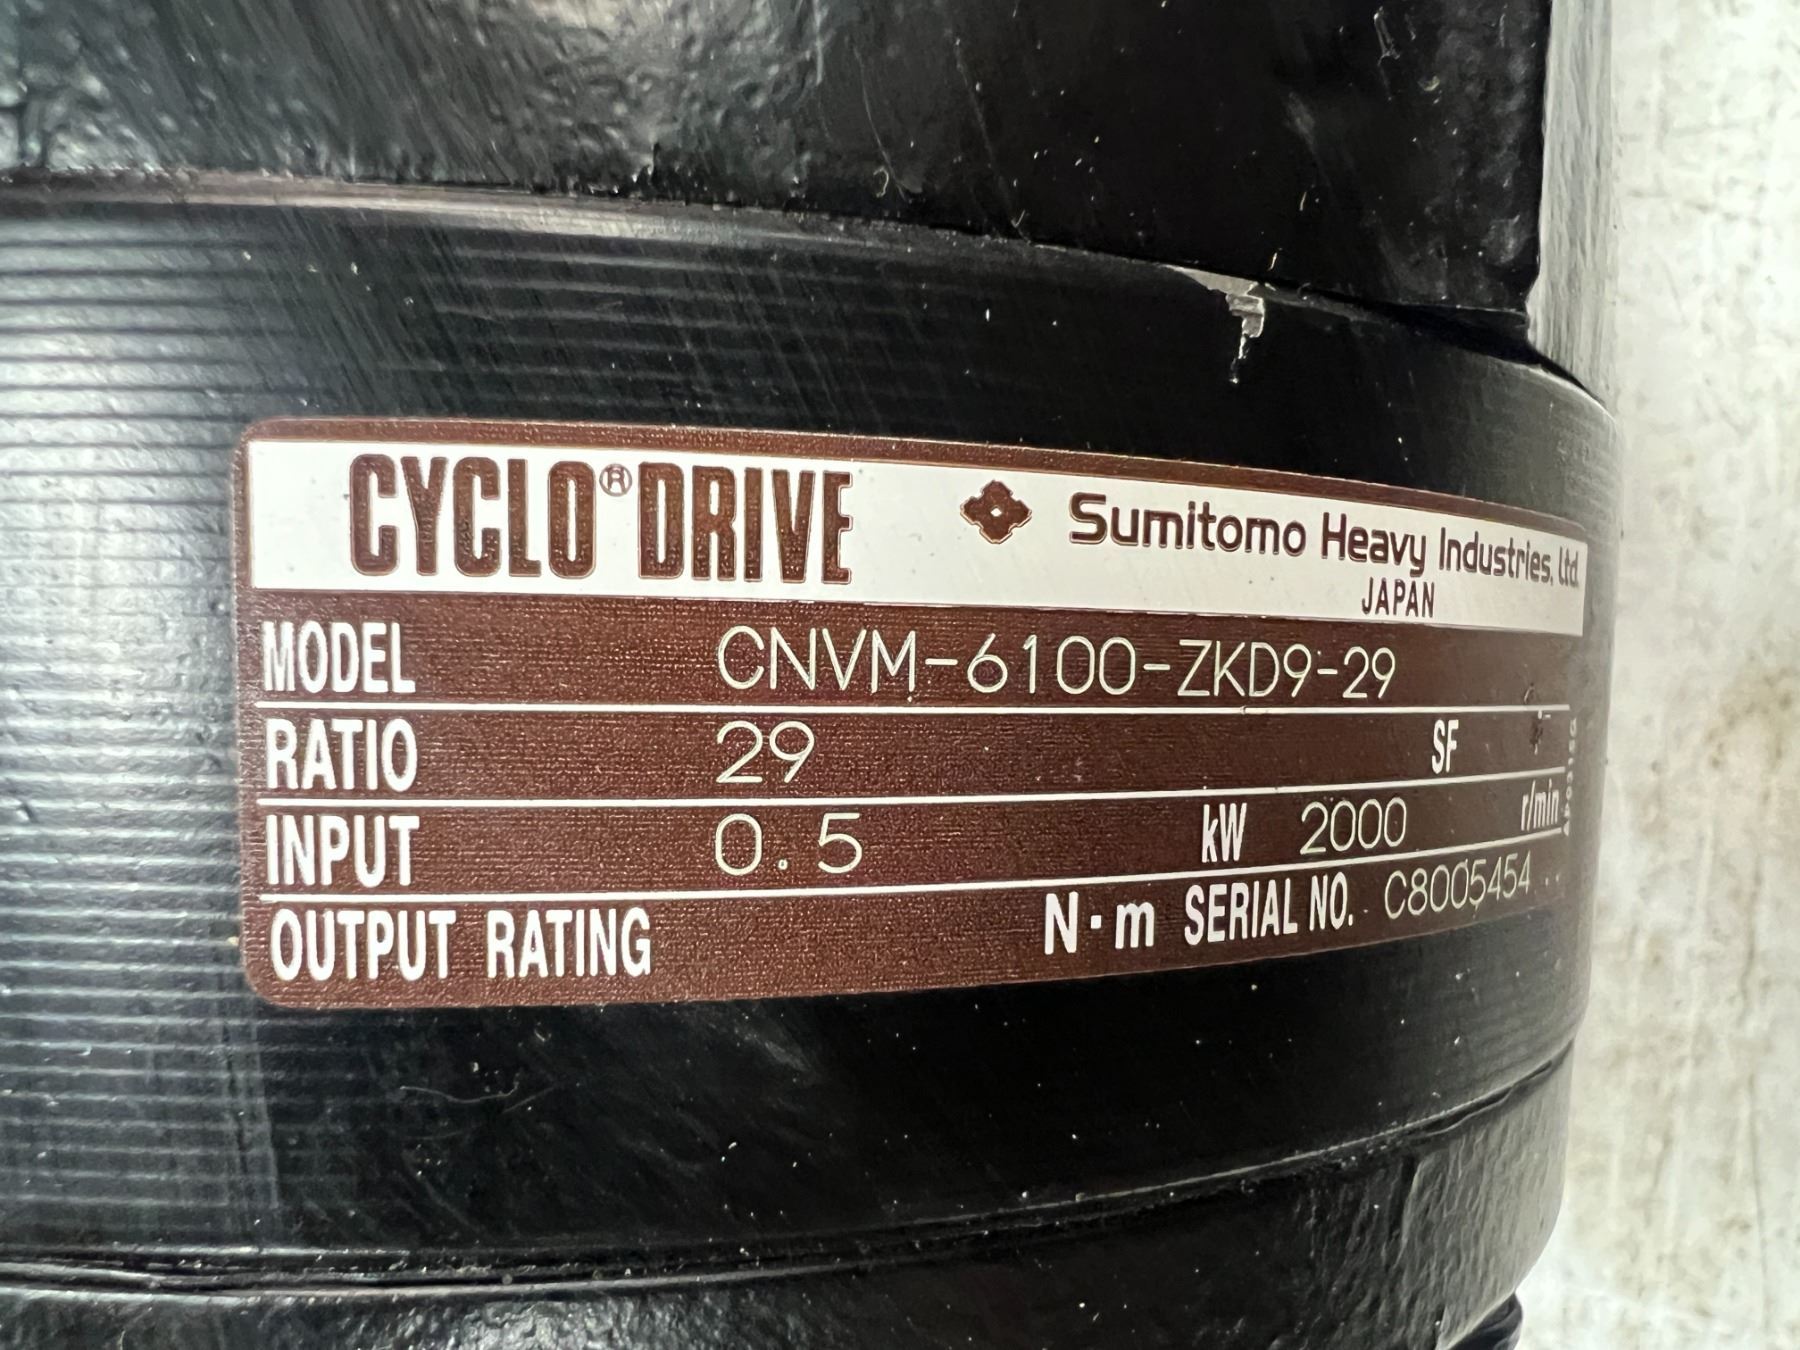 CYCLO® DRIVE Sumitomo Heavy Industries, Ltd.
JAPAN
MODEL CNVM-6100-ZKD9-29
RATIO 29 SF
INPUT 0.5 kW 2000 r/min
OUTPUT RATING N·m SERIAL NO. C8005454